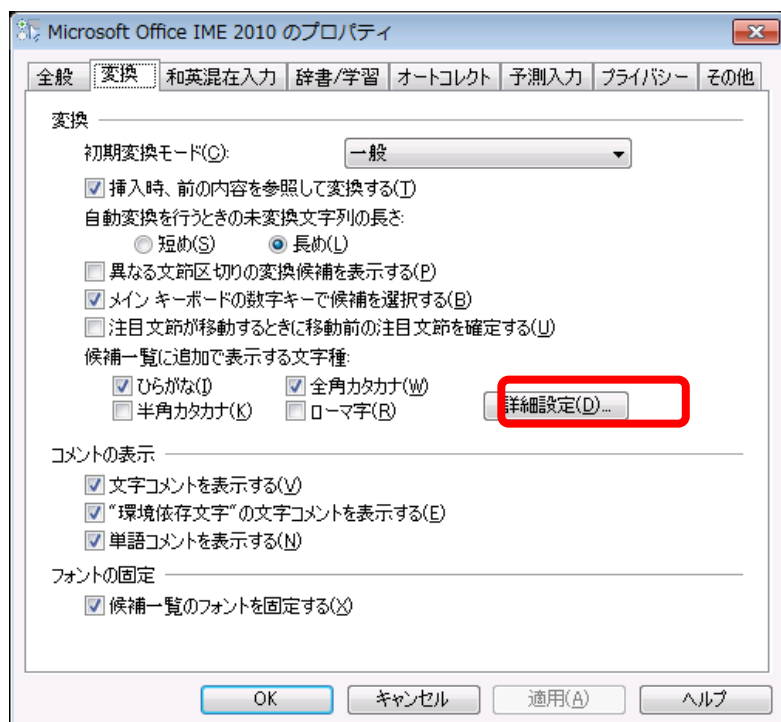 Microsoft Office IME 2010 のプロパティ
全般 変換 和英混在入力 辞書/学習 オートコレクト 予測入力 プライバシー その他
変換
初期変換モード(C): 一般
挿入時、前の内容を参照して変換する(T)
自動変換を行うときの未変換文字列の長さ:
短め(S) 長め(L)
異なる文節区切りの変換候補を表示する(P)
メイン キーボードの数字キーで候補を選択する(B)
注目文節が移動するときに移動前の注目文節を確定する(U)
候補一覧に追加で表示する文字種:
ひらがな(I) 全角カタカナ(W)
半角カタカナ(K) ローマ字(R) 詳細設定(D)...
コメントの表示
文字コメントを表示する(V)
"環境依存文字"の文字コメントを表示する(E)
単語コメントを表示する(N)
フォントの固定
候補一覧のフォントを固定する(X)
OK キャンセル 適用(A) ヘルプ